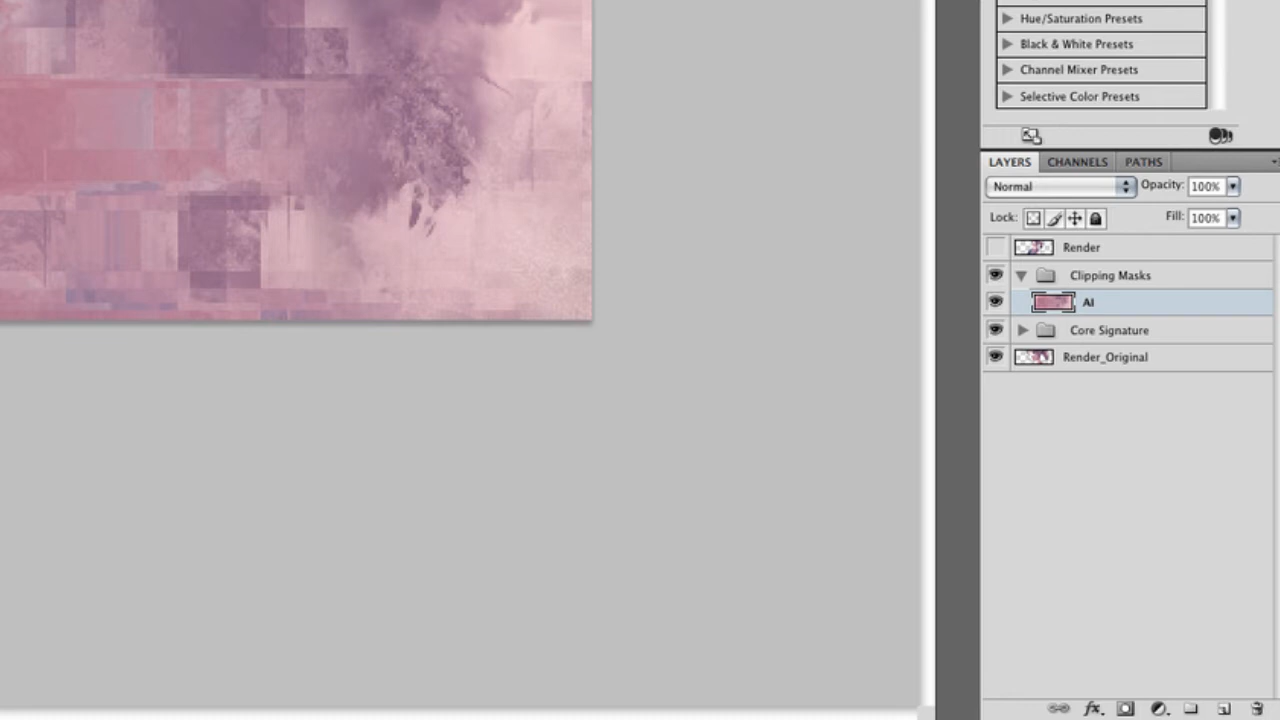 Hue/Saturation Presets
Black & White Presets
Channel Mixer Presets
Selective Color Presets
LAYERS CHANNELS PATHS
Normal Opacity: 100%
Lock: Fill: 100%
Render
Clipping Masks
AI
Core Signature
Render_Original
fx.